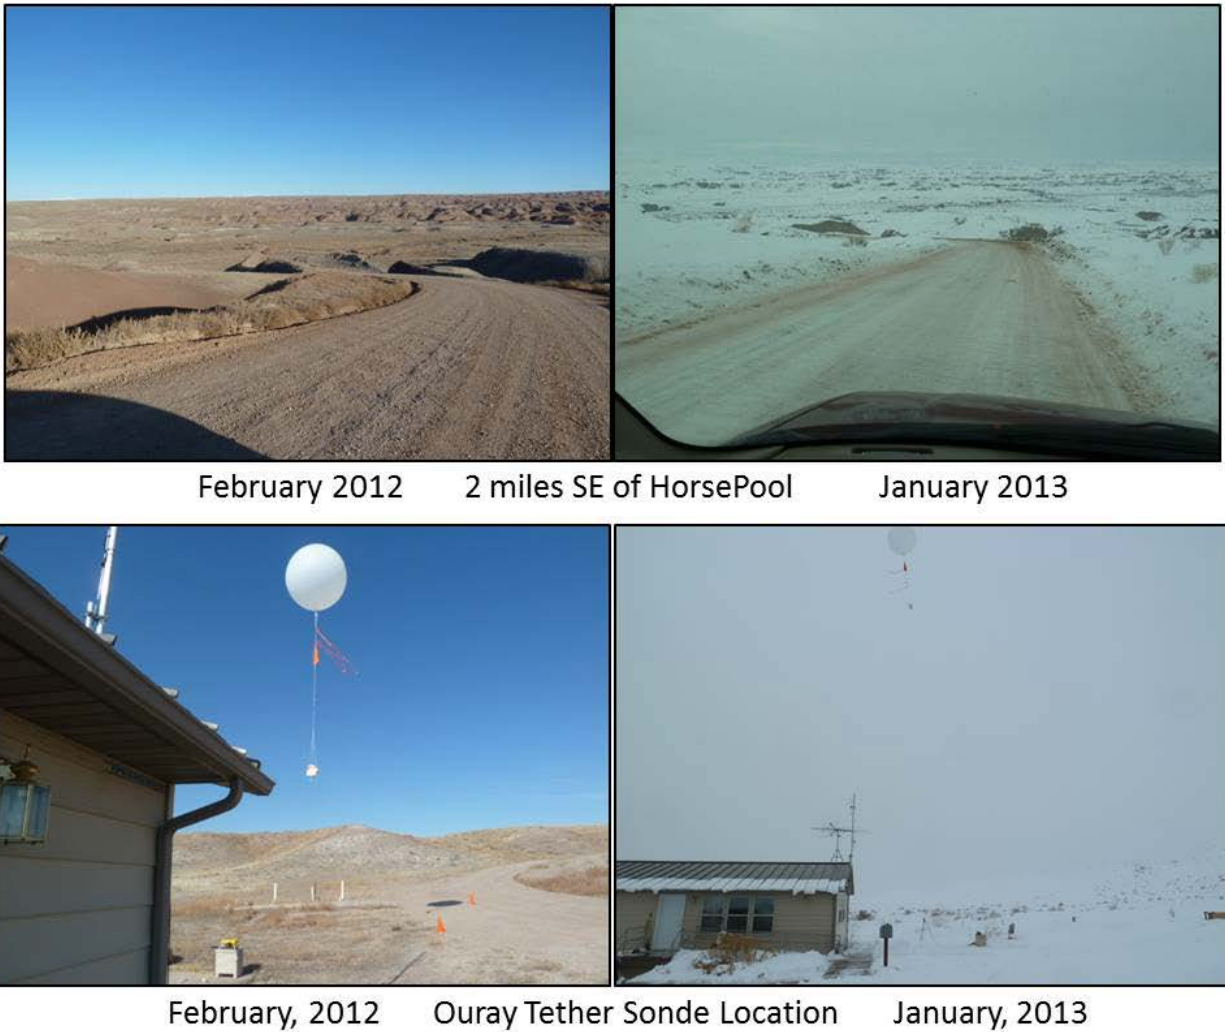 February 2012 2 miles SE of HorsePool January 2013
February, 2012 Ouray Tether Sonde Location January, 2013